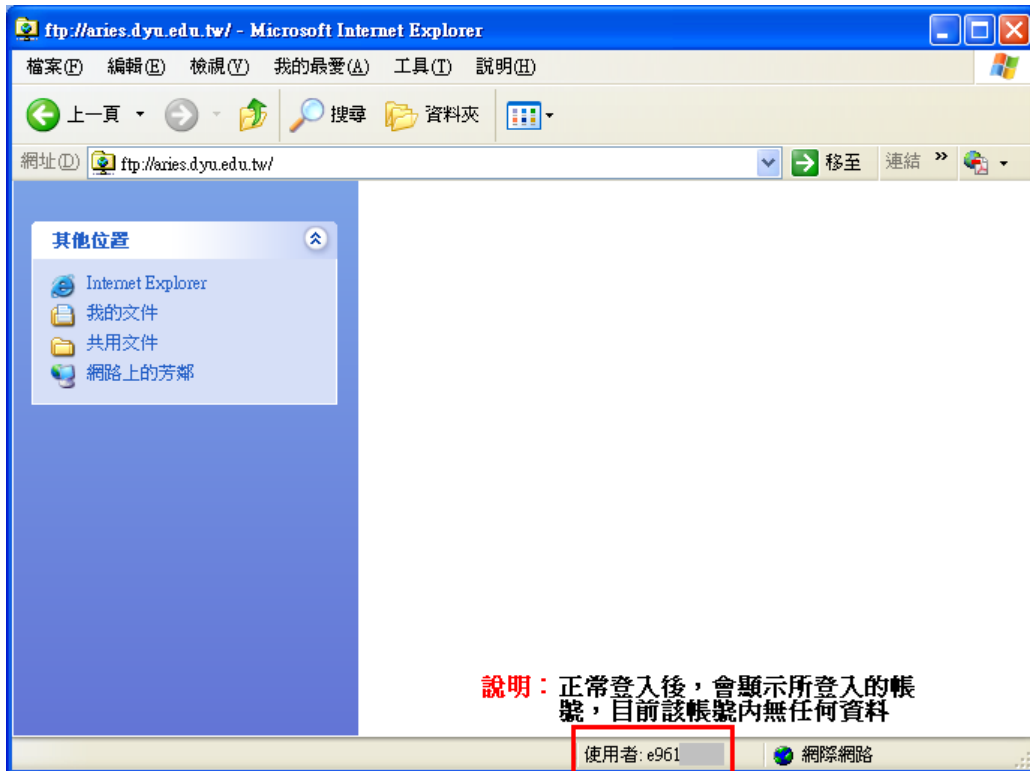 ftp://aries.dyu.edu.tw/ - Microsoft Internet Explorer
檔案(F) 編輯(E) 檢視(V) 我的最愛(A) 工具(T) 說明(H)
上一頁 搜尋 資料夾
網址(D) ftp://aries.dyu.edu.tw/ 移至 連結 »
其他位置
Internet Explorer
我的文件
共用文件
網路上的芳鄰
說明：正常登入後，會顯示所登入的帳
號，目前該帳號內無任何資料
使用者: e961 網際網路